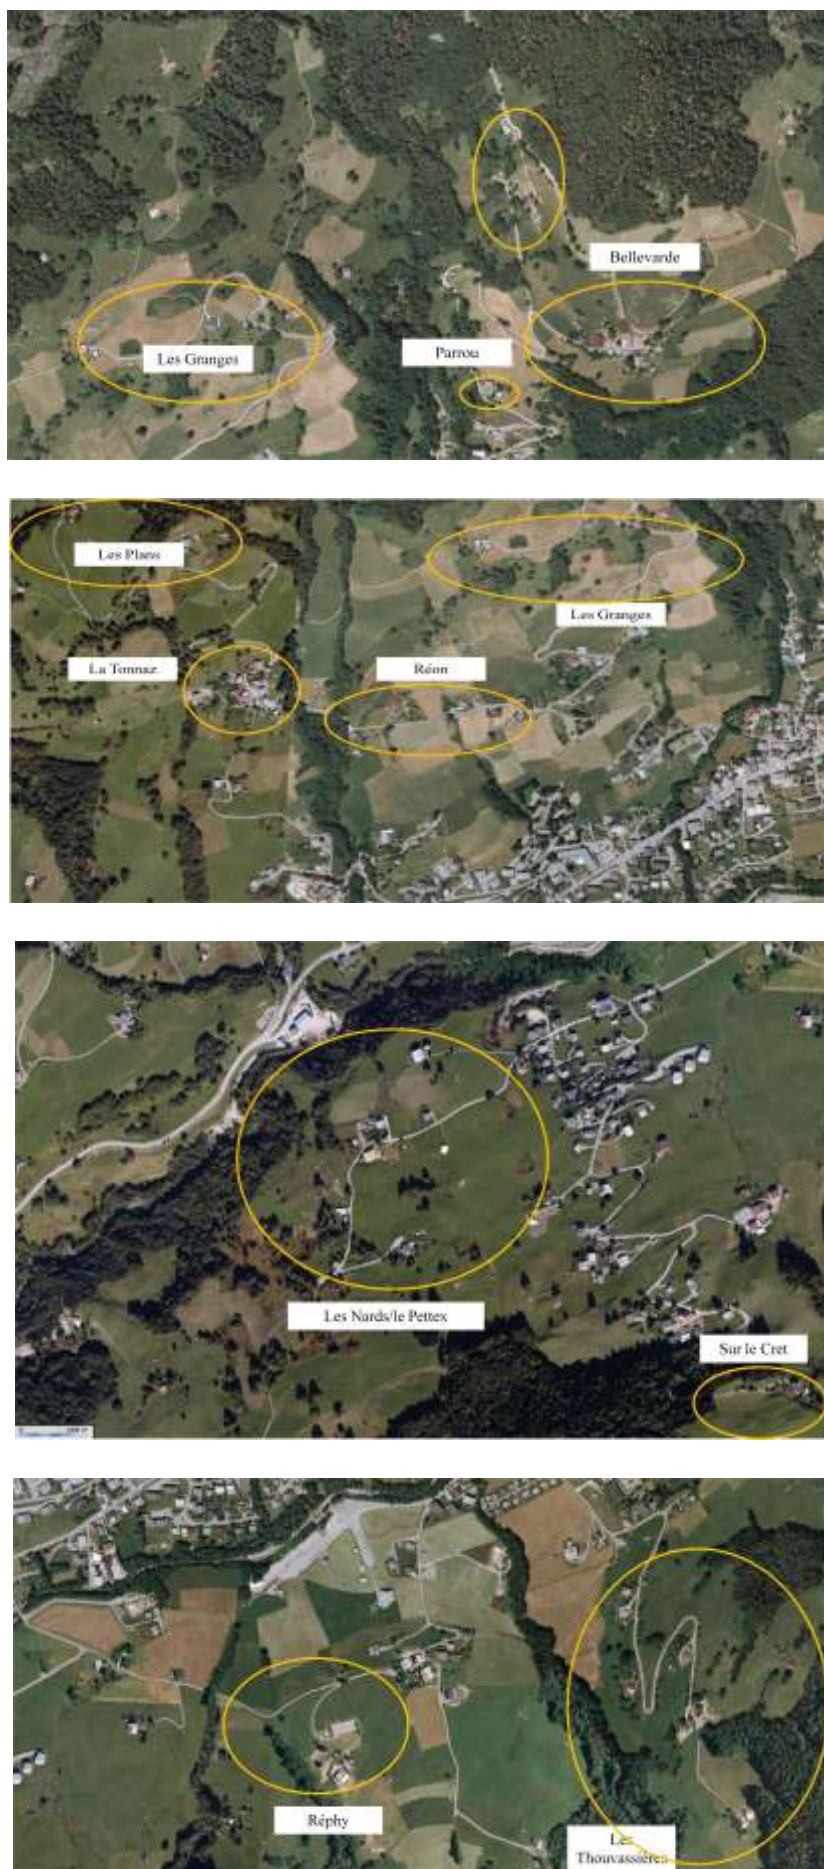 Bellevarde
Parrou
Les Granges
Les Plans
Les Granges
La Tonnaz
Réon
Les Nards/le Pettex
Sur le Cret
Réphy
Les
Thouvassières